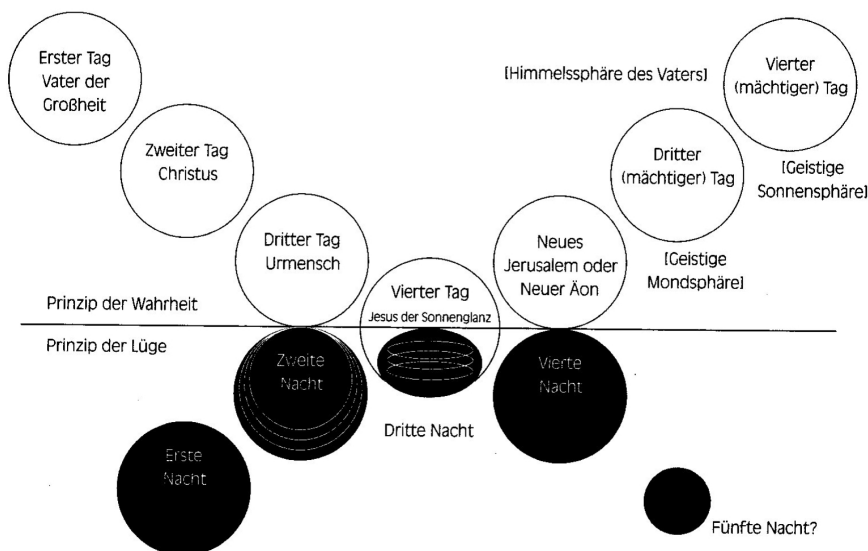 Erster Tag
Vater der
Großheit
[Himmelssphäre des Vaters]
Vierter
(mächtiger) Tag
Zweiter Tag
Christus
Dritter
(mächtiger) Tag
[Geistige
Sonnensphäre]
Dritter Tag
Urmensch
Neues
Jerusalem oder
Neuer Äon
[Geistige
Mondsphäre]
Vierter Tag
Jesus der Sonnenglanz
Prinzip der Wahrheit
Prinzip der Lüge
Zweite
Nacht
Vierte
Nacht
Dritte Nacht
Erste
Nacht
Fünfte Nacht?